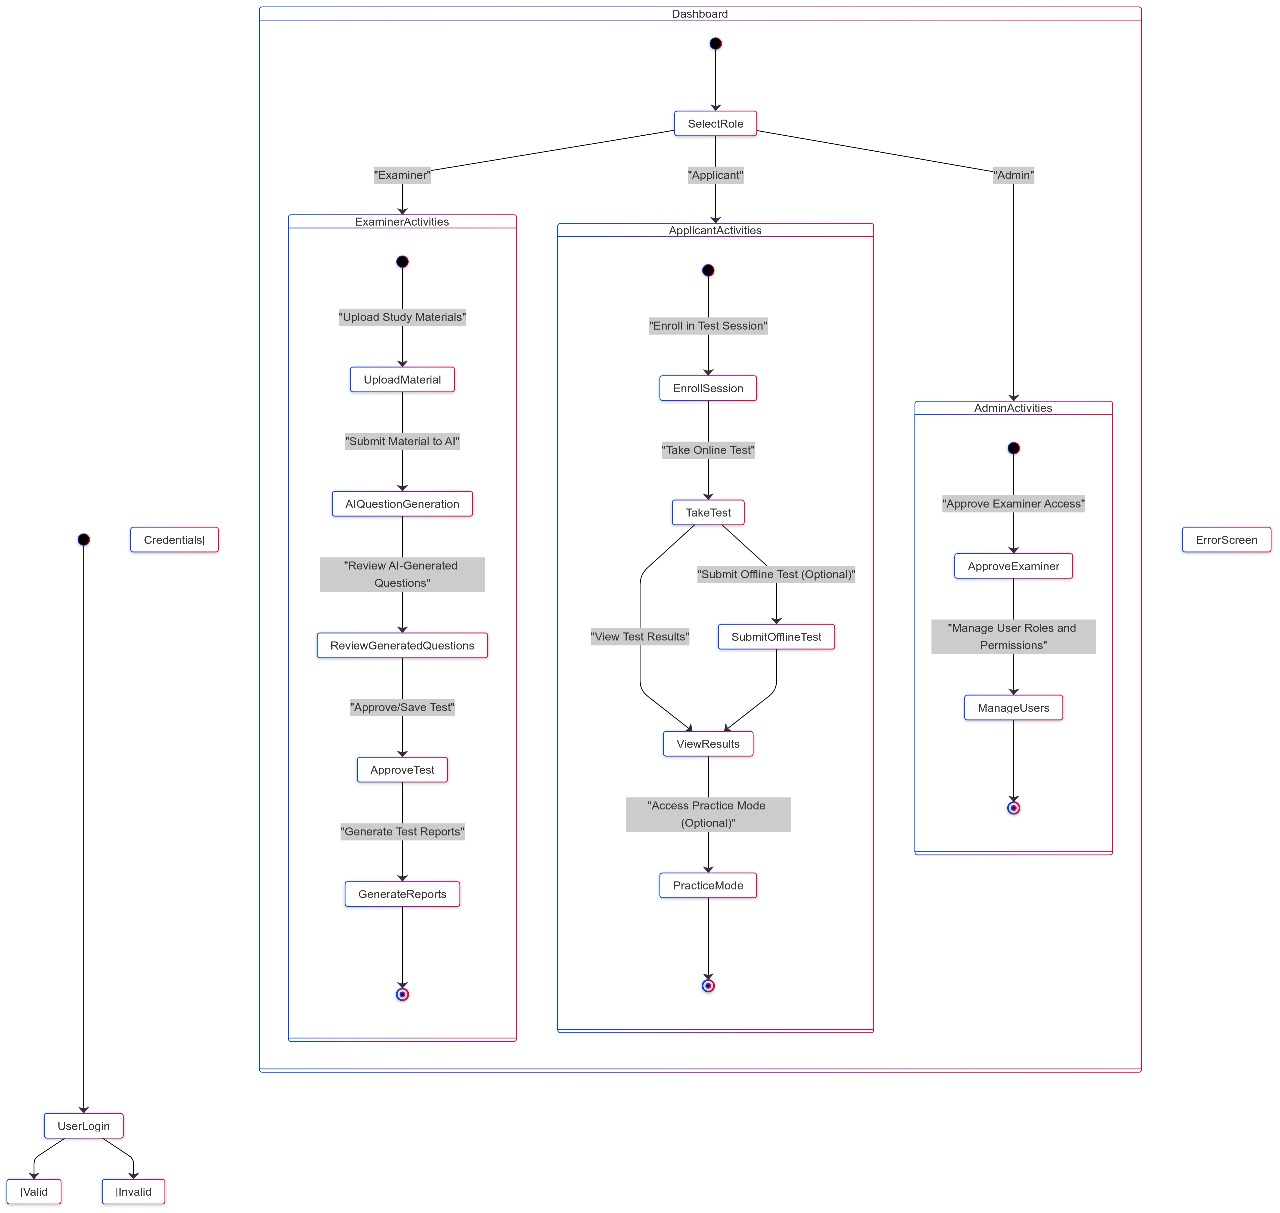 Dashboard
SelectRole
"Examiner"
"Applicant"
"Admin"
ExaminerActivities
"Upload Study Materials"
UploadMaterial
"Submit Material to AI"
AIQuestionGeneration
"Review AI-Generated
Questions"
ReviewGeneratedQuestions
"Approve/Save Test"
ApproveTest
"Generate Test Reports"
GenerateReports
ApplicantActivities
"Enroll in Test Session"
EnrollSession
"Take Online Test"
TakeTest
"Submit Offline Test (Optional)"
"View Test Results"
SubmitOfflineTest
ViewResults
"Access Practice Mode
(Optional)"
PracticeMode
AdminActivities
"Approve Examiner Access"
ApproveExaminer
"Manage User Roles and
Permissions"
ManageUsers
Credentials|
ErrorScreen
UserLogin
|Valid
|Invalid